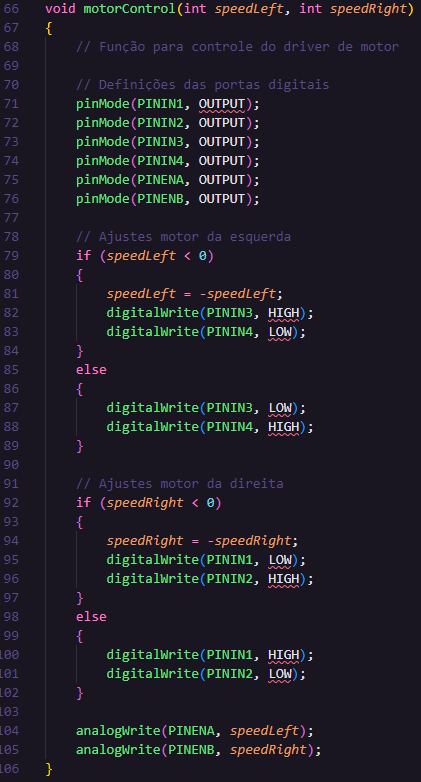 66 void motorControl(int speedLeft, int speedRight)
67 {
68     // Função para controle do driver de motor
69
70     // Definições das portas digitais
71     pinMode(PININ1, OUTPUT);
72     pinMode(PININ2, OUTPUT);
73     pinMode(PININ3, OUTPUT);
74     pinMode(PININ4, OUTPUT);
75     pinMode(PINENA, OUTPUT);
76     pinMode(PINENB, OUTPUT);
77
78     // Ajustes motor da esquerda
79     if (speedLeft < 0)
80     {
81         speedLeft = -speedLeft;
82         digitalWrite(PININ3, HIGH);
83         digitalWrite(PININ4, LOW);
84     }
85     else
86     {
87         digitalWrite(PININ3, LOW);
88         digitalWrite(PININ4, HIGH);
89     }
90
91     // Ajustes motor da direita
92     if (speedRight < 0)
93     {
94         speedRight = -speedRight;
95         digitalWrite(PININ1, LOW);
96         digitalWrite(PININ2, HIGH);
97     }
98     else
99     {
100         digitalWrite(PININ1, HIGH);
101         digitalWrite(PININ2, LOW);
102     }
103
104     analogWrite(PINENA, speedLeft);
105     analogWrite(PINENB, speedRight);
106 }